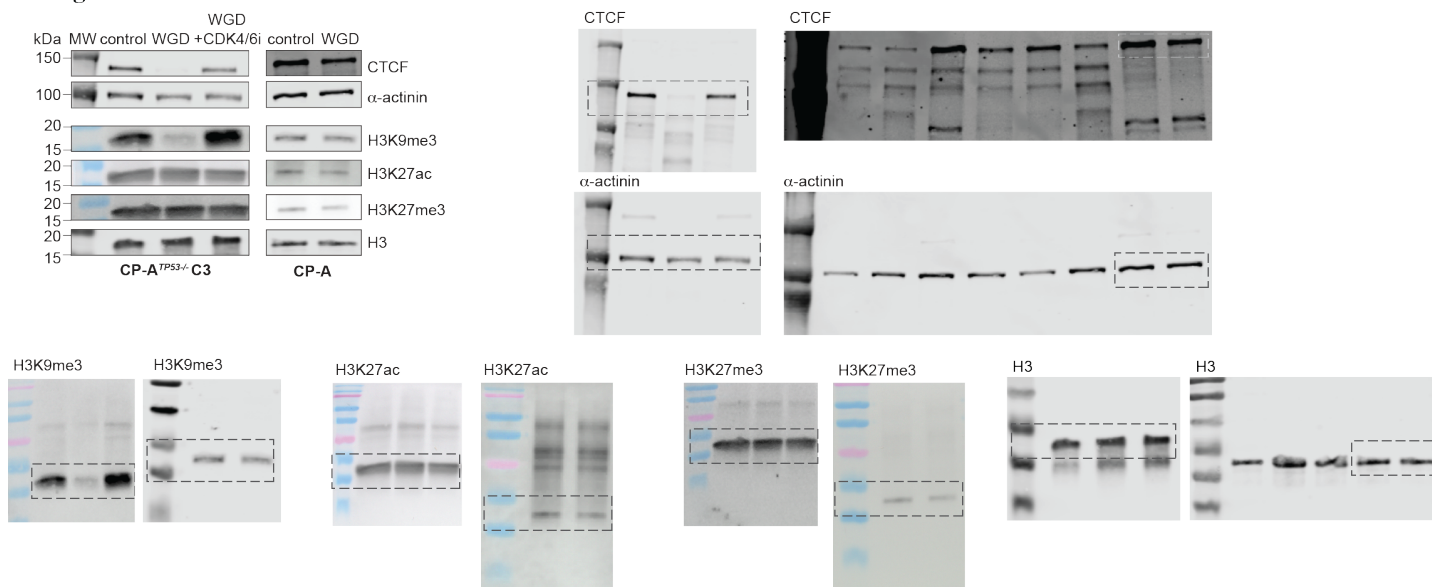 WGD
kDa MW control WGD +CDK4/6i control WGD
150
CTCF
100
α-actinin
20
15
H3K9me3
20
15
H3K27ac
20
15
H3K27me3
20
15
H3
CP-A TP53-/- C3
CP-A
CTCF
CTCF
α-actinin
α-actinin
H3K9me3
H3K9me3
H3K27ac
H3K27ac
H3K27me3
H3K27me3
H3
H3